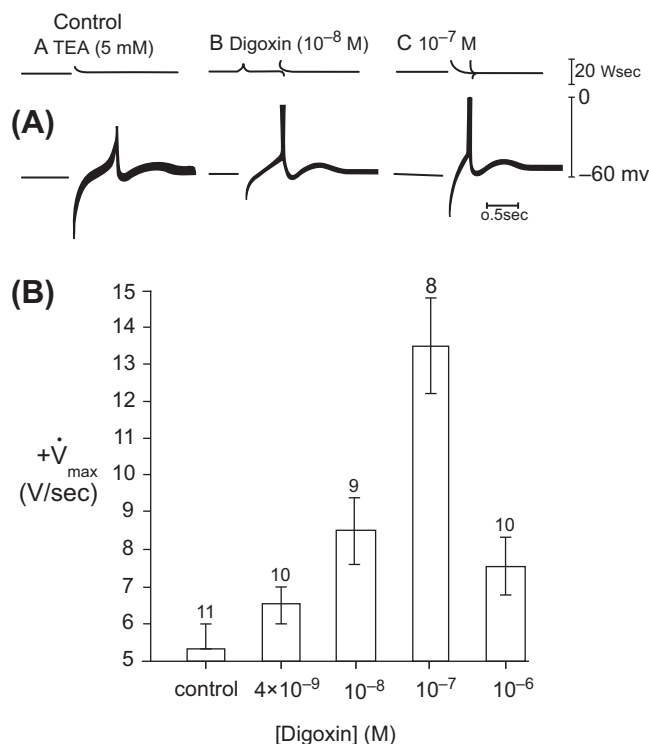 Control
A TEA (5 mM) B Digoxin (10⁻⁸ M) C 10⁻⁷ M
20 Wsec
0
(A)
–60 mv
o.5sec
(B)
15
14
13
12
11
10
9
8
7
6
5
+V̇max
(V/sec)
11
10
9
8
10
control 4×10⁻⁹ 10⁻⁸ 10⁻⁷ 10⁻⁶
[Digoxin] (M)